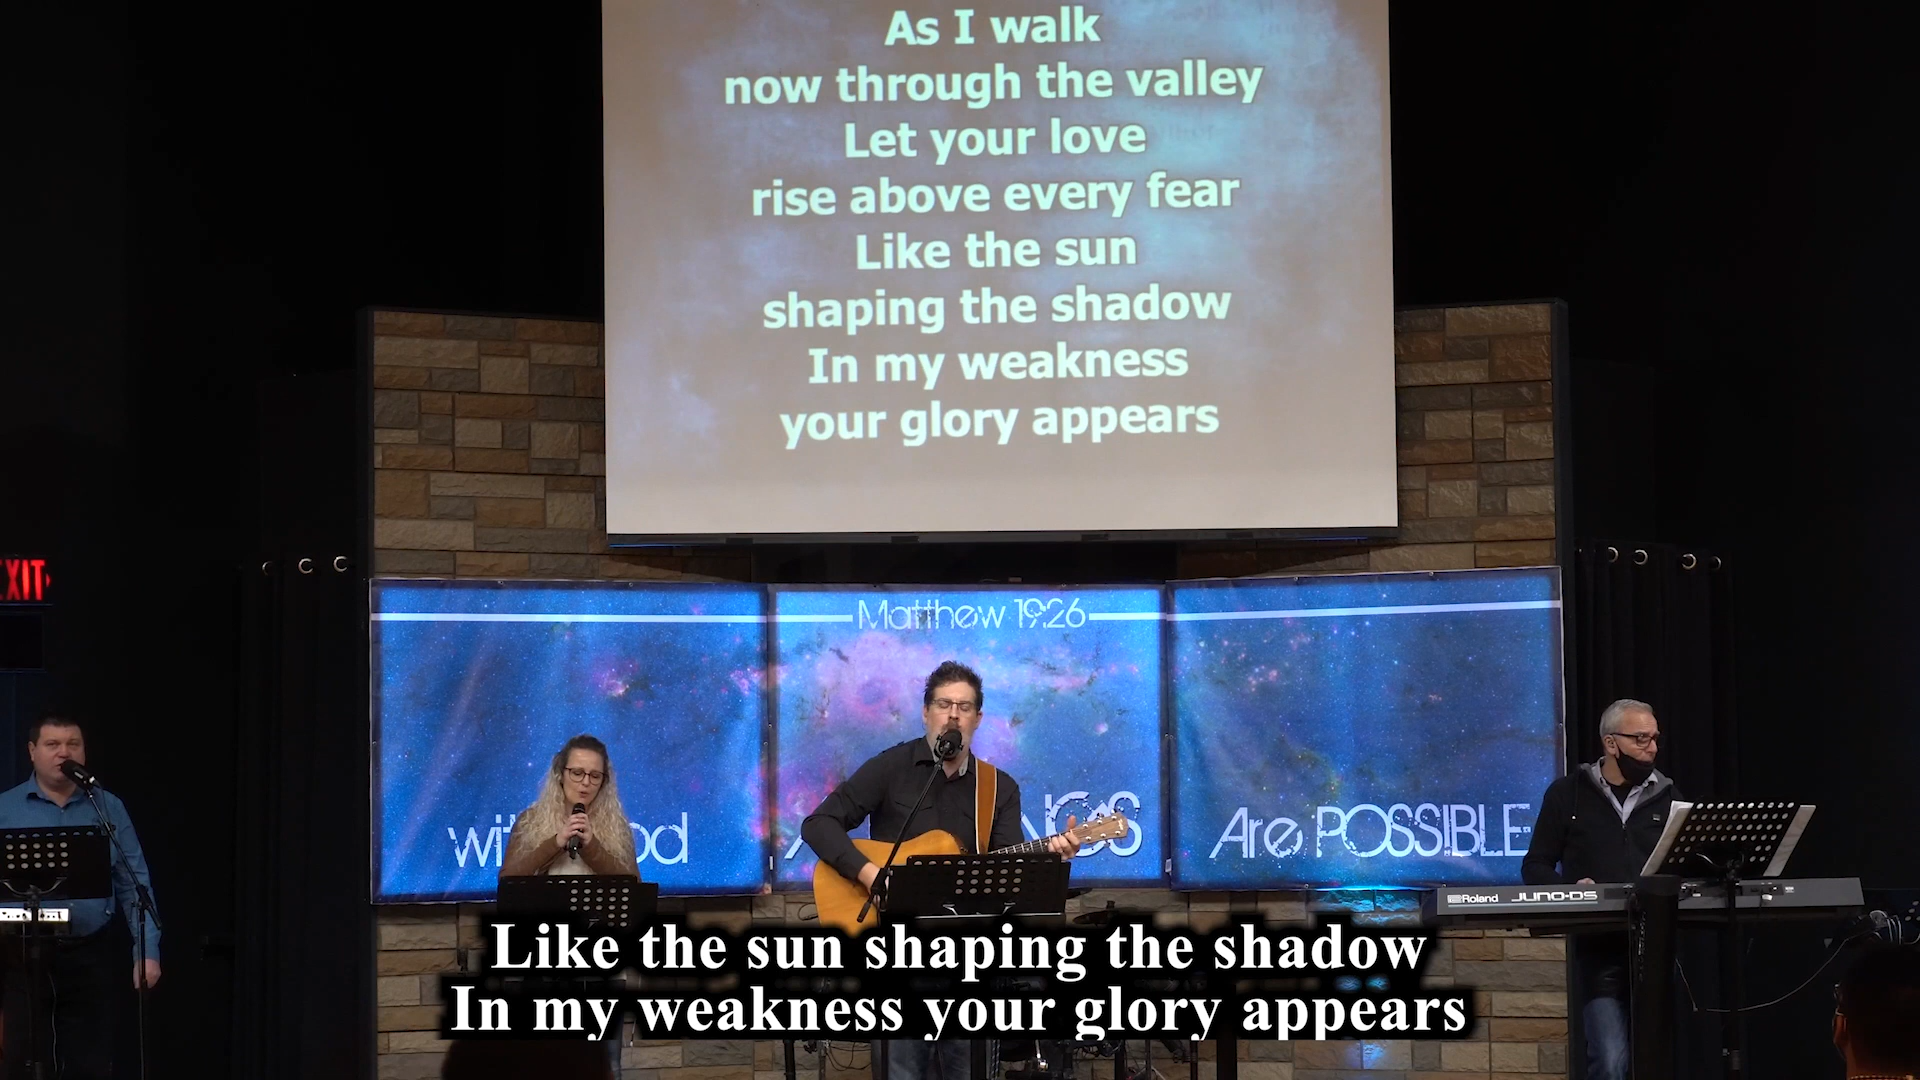 As I walk
now through the valley
Let your love
rise above every fear
Like the sun
shaping the shadow
In my weakness
your glory appears
EXIT
Matthew 19:26
Are POSSIBLE
Roland JUNO-DS
Like the sun shaping the shadow
In my weakness your glory appears